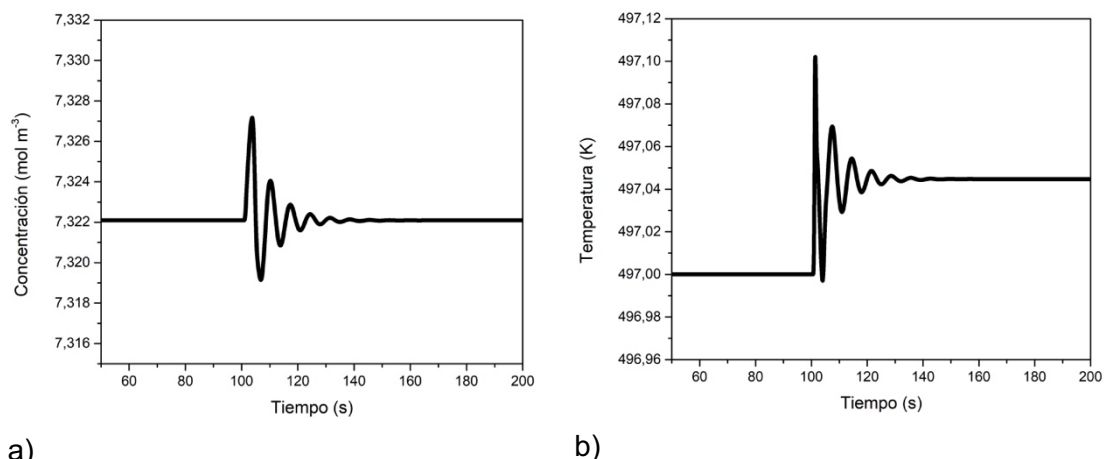 7,332
7,330
7,328
7,327
7,326
7,324
7,322
7,320
7,318
7,316
Concentración (mol m⁻³)
60 80 100 120 140 160 180 200
Tiempo (s)
a)
497,12
497,10
497,08
497,06
497,04
497,02
497,00
496,98
496,96
Temperatura (K)
60 80 100 120 140 160 180 200
Tiempo (s)
b)